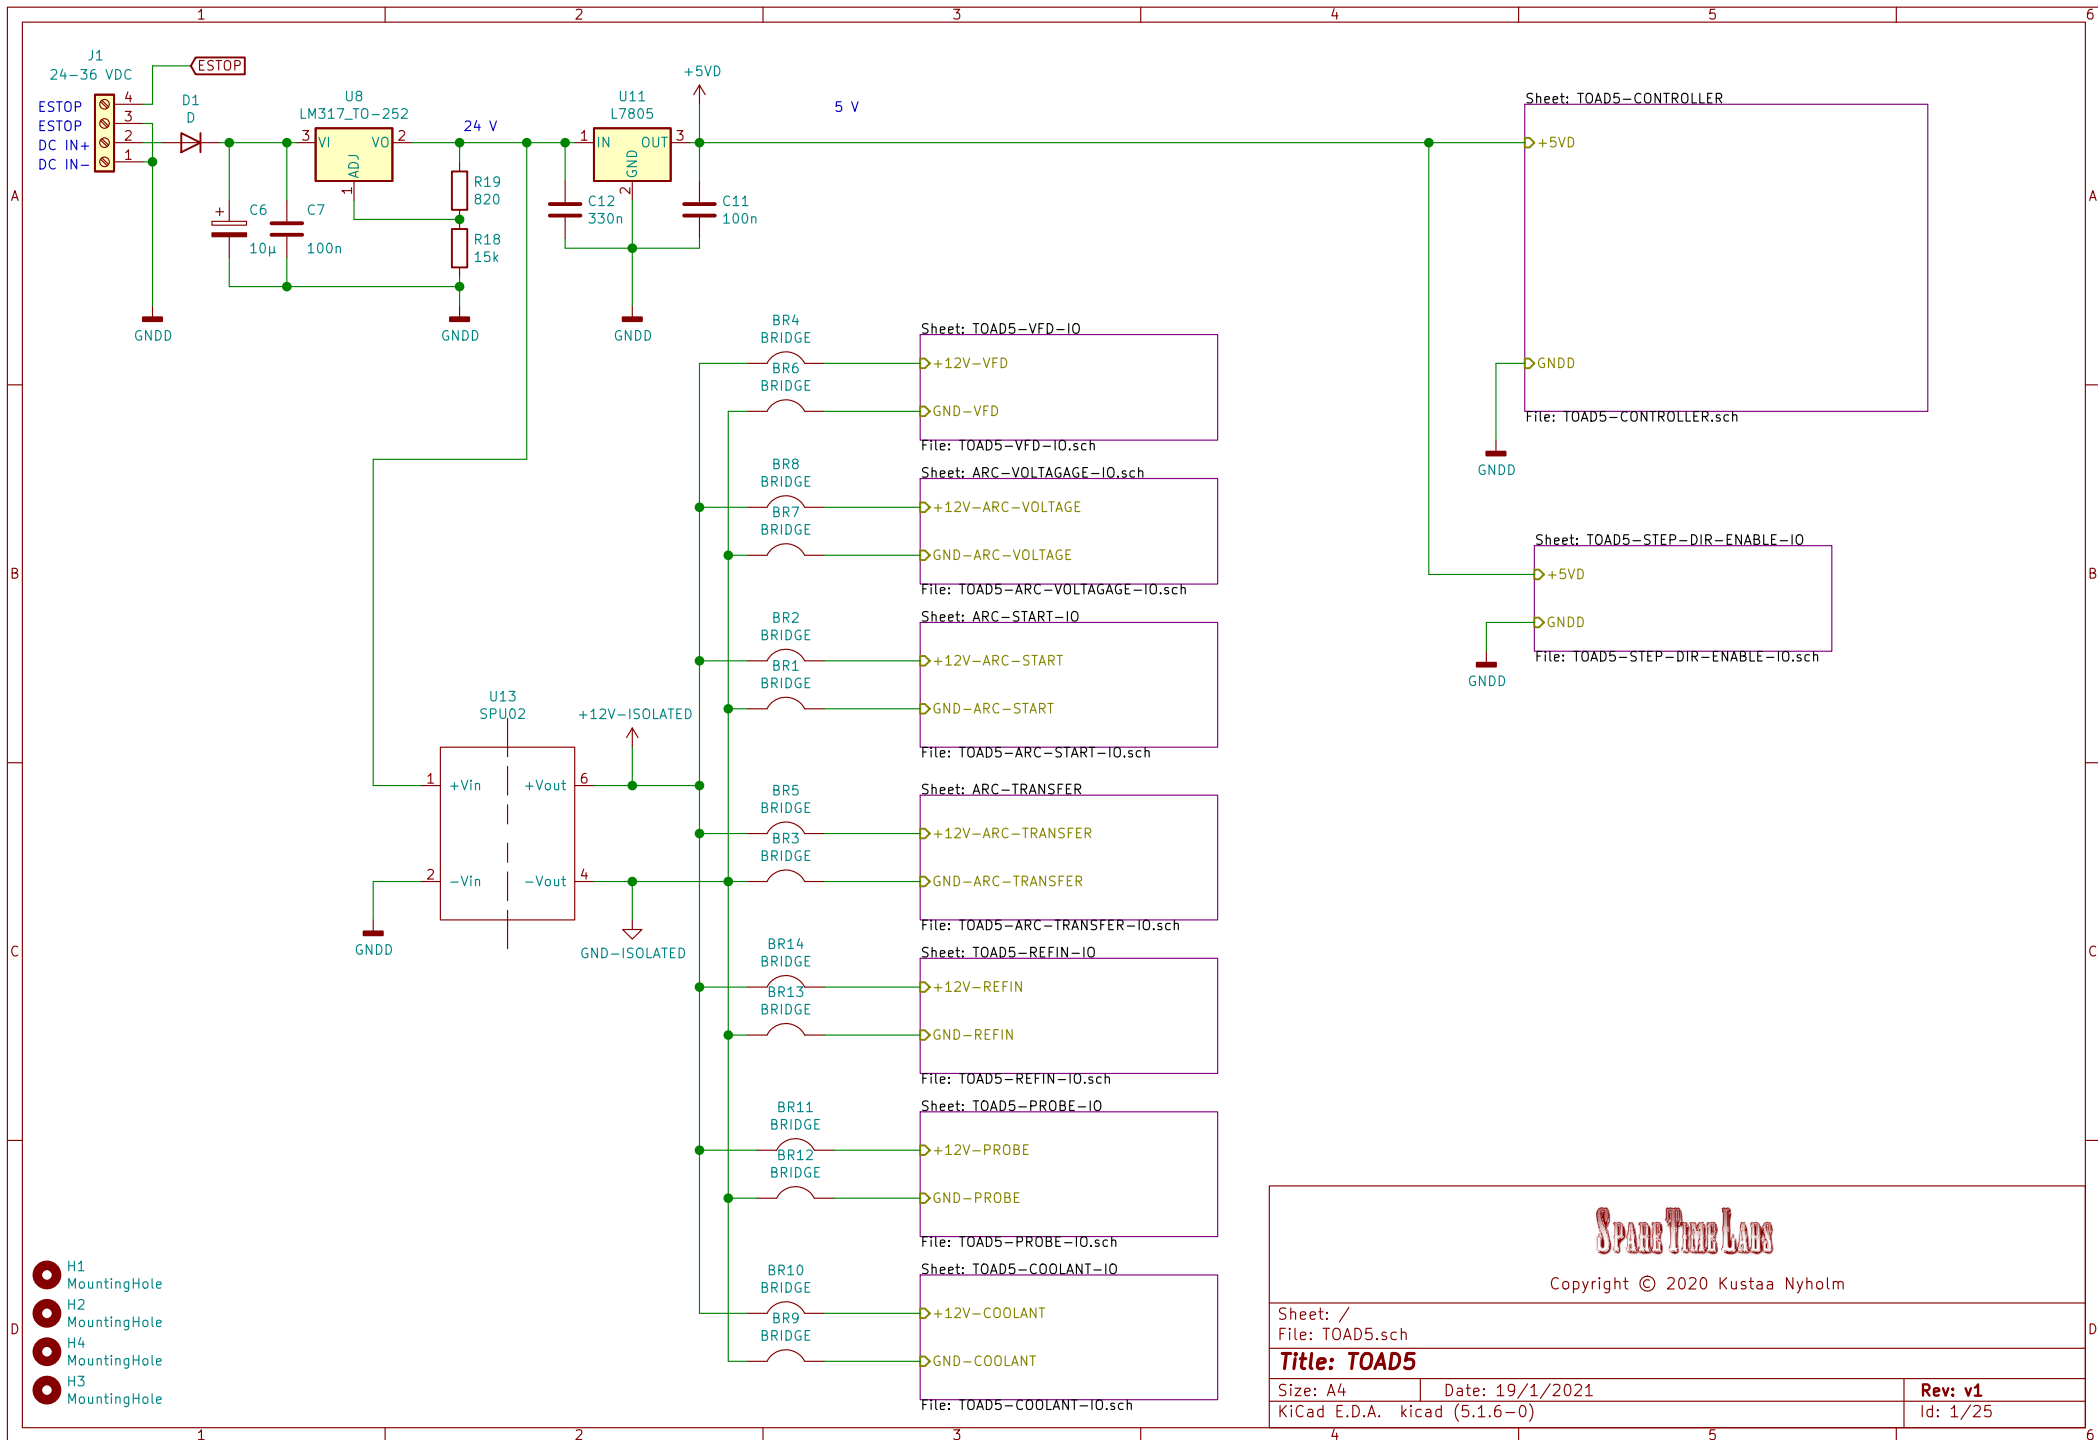 1 2 3 4 5 6
J1
24-36 VDC
ESTOP
ESTOP 4
ESTOP 3
DC IN+ 2
DC IN- 1
D1
D
U8
LM317_TO-252
3 VI VO 2
ADJ
1
24 V
U11
L7805
1 IN OUT 3
GND
2
+5VD
5 V
C6
10µ
C7
100n
R19
820
R18
15k
C12
330n
C11
100n
GNDD
GNDD
GNDD
A
A
Sheet: TOAD5-CONTROLLER
+5VD
GNDD
File: TOAD5-CONTROLLER.sch
GNDD
BR4
BRIDGE
BR6
BRIDGE
Sheet: TOAD5-VFD-IO
+12V-VFD
GND-VFD
File: TOAD5-VFD-IO.sch
BR8
BRIDGE
BR7
BRIDGE
Sheet: ARC-VOLTAGAGE-IO.sch
+12V-ARC-VOLTAGE
GND-ARC-VOLTAGE
File: TOAD5-ARC-VOLTAGAGE-IO.sch
B
B
Sheet: TOAD5-STEP-DIR-ENABLE-IO
+5VD
GNDD
File: TOAD5-STEP-DIR-ENABLE-IO.sch
GNDD
BR2
BRIDGE
BR1
BRIDGE
Sheet: ARC-START-IO
+12V-ARC-START
GND-ARC-START
File: TOAD5-ARC-START-IO.sch
U13
SPU02
+12V-ISOLATED
1 +Vin +Vout 6
2 -Vin -Vout 4
GNDD
GND-ISOLATED
BR5
BRIDGE
BR3
BRIDGE
Sheet: ARC-TRANSFER
+12V-ARC-TRANSFER
GND-ARC-TRANSFER
File: TOAD5-ARC-TRANSFER-IO.sch
C
C
BR14
BRIDGE
BR13
BRIDGE
Sheet: TOAD5-REFIN-IO
+12V-REFIN
GND-REFIN
File: TOAD5-REFIN-IO.sch
BR11
BRIDGE
BR12
BRIDGE
Sheet: TOAD5-PROBE-IO
+12V-PROBE
GND-PROBE
File: TOAD5-PROBE-IO.sch
BR10
BRIDGE
BR9
BRIDGE
Sheet: TOAD5-COOLANT-IO
+12V-COOLANT
GND-COOLANT
File: TOAD5-COOLANT-IO.sch
H1
MountingHole
H2
MountingHole
H4
MountingHole
H3
MountingHole
D
D
Spare Time Labs
Copyright © 2020 Kustaa Nyholm
Sheet: /
File: TOAD5.sch
Title: TOAD5
Size: A4 Date: 19/1/2021 Rev: v1
KiCad E.D.A. kicad (5.1.6-0) Id: 1/25
1 2 3 4 5 6